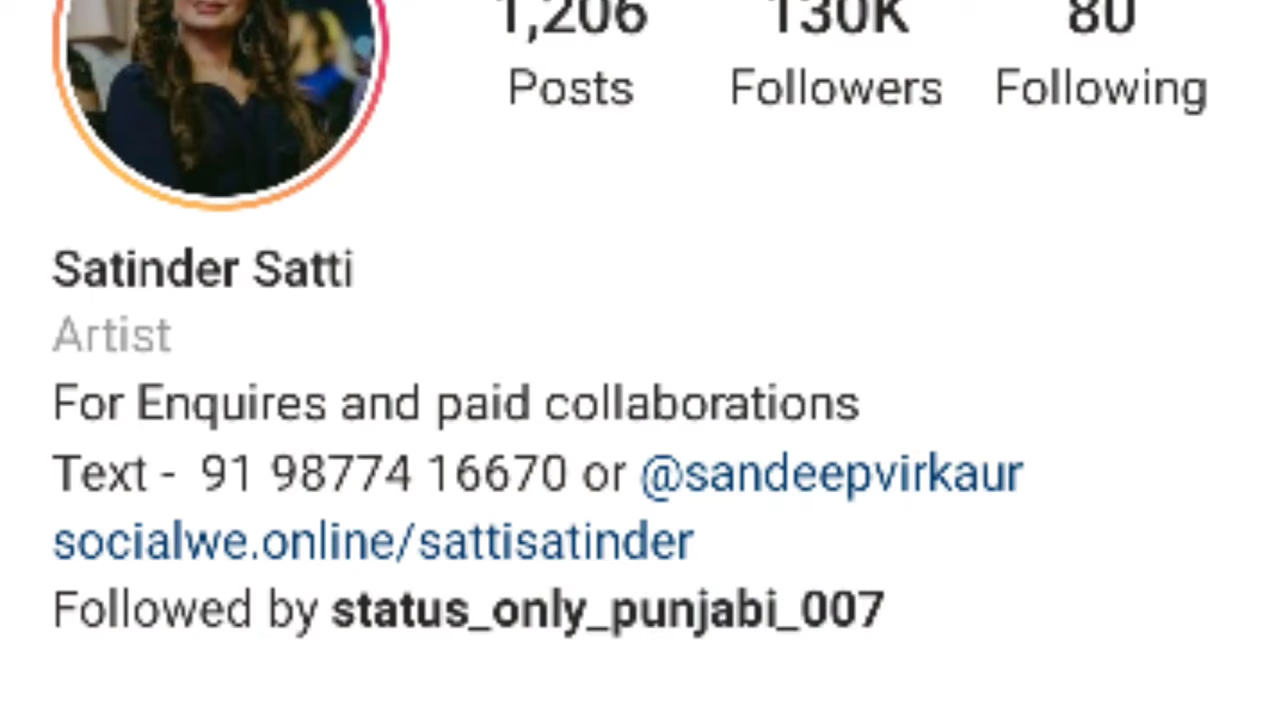 1,206 130K 80
Posts Followers Following
Satinder Satti
Artist
For Enquires and paid collaborations
Text - 91 98774 16670 or @sandeepvirkaur
socialwe.online/sattisatinder
Followed by status_only_punjabi_007